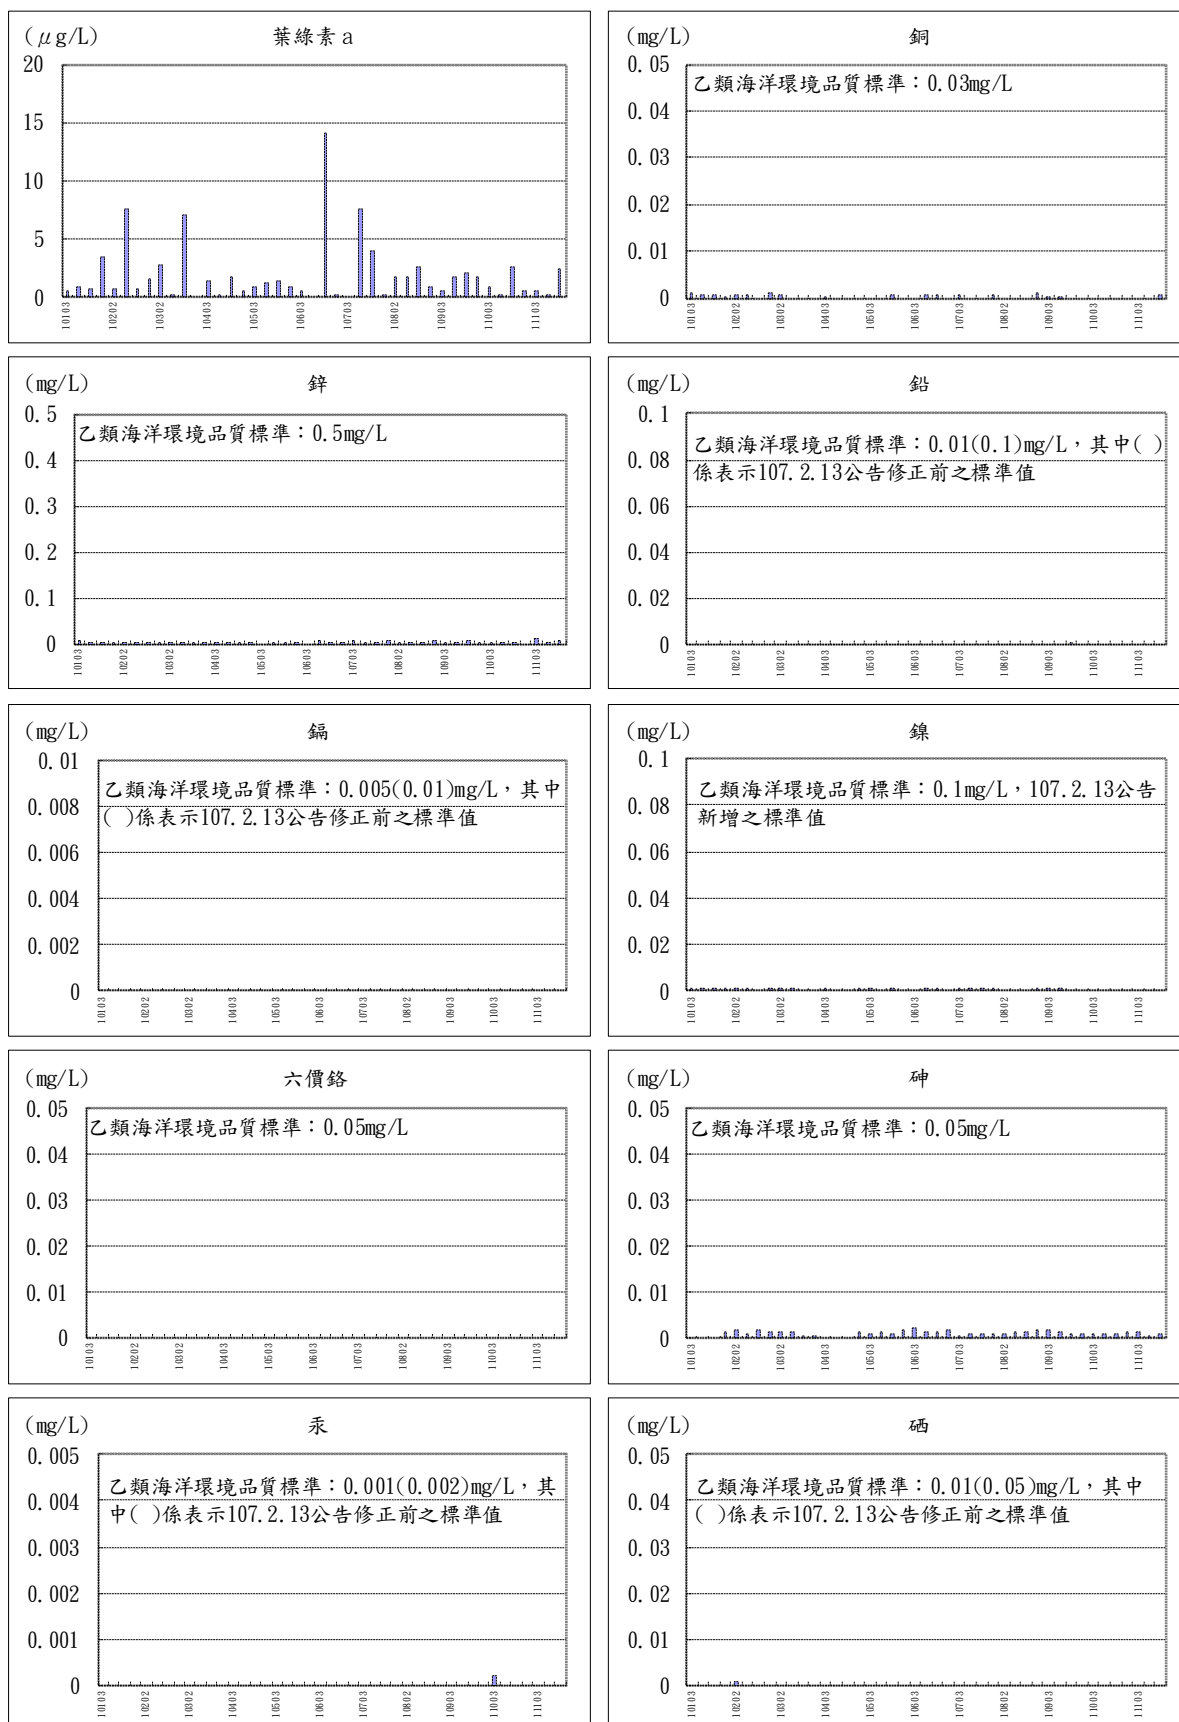 (μg/L) 葉綠素a
20
15
10
5
0
10103 10202 10302 10403 10503 10603 10703 10802 10903 11003 11103
(mg/L) 銅
0.05
乙類海洋環境品質標準：0.03mg/L
0.04
0.03
0.02
0.01
0
10103 10202 10302 10403 10503 10603 10703 10802 10903 11003 11103
(mg/L) 鋅
0.5
乙類海洋環境品質標準：0.5mg/L
0.4
0.3
0.2
0.1
0
10103 10202 10302 10403 10503 10603 10703 10802 10903 11003 11103
(mg/L) 鉛
0.1
乙類海洋環境品質標準：0.01(0.1)mg/L，其中( )
係表示107.2.13公告修正前之標準值
0.08
0.06
0.04
0.02
0
10103 10202 10302 10403 10503 10603 10703 10802 10903 11003 11103
(mg/L) 鎘
0.01
乙類海洋環境品質標準：0.005(0.01)mg/L，其中
( )係表示107.2.13公告修正前之標準值
0.008
0.006
0.004
0.002
0
10103 10202 10302 10403 10503 10603 10703 10802 10903 11003 11103
(mg/L) 鎳
0.1
乙類海洋環境品質標準：0.1mg/L，107.2.13公告
新增之標準值
0.08
0.06
0.04
0.02
0
10103 10202 10302 10403 10503 10603 10703 10802 10903 11003 11103
(mg/L) 六價鉻
0.05
乙類海洋環境品質標準：0.05mg/L
0.04
0.03
0.02
0.01
0
10103 10202 10302 10403 10503 10603 10703 10802 10903 11003 11103
(mg/L) 砷
0.05
乙類海洋環境品質標準：0.05mg/L
0.04
0.03
0.02
0.01
0
10103 10202 10302 10403 10503 10603 10703 10802 10903 11003 11103
(mg/L) 汞
0.005
乙類海洋環境品質標準：0.001(0.002)mg/L，其
中( )係表示107.2.13公告修正前之標準值
0.004
0.003
0.002
0.001
0
10103 10202 10302 10403 10503 10603 10703 10802 10903 11003 11103
(mg/L) 硒
0.05
乙類海洋環境品質標準：0.01(0.05)mg/L，其中
( )係表示107.2.13公告修正前之標準值
0.04
0.03
0.02
0.01
0
10103 10202 10302 10403 10503 10603 10703 10802 10903 11003 11103